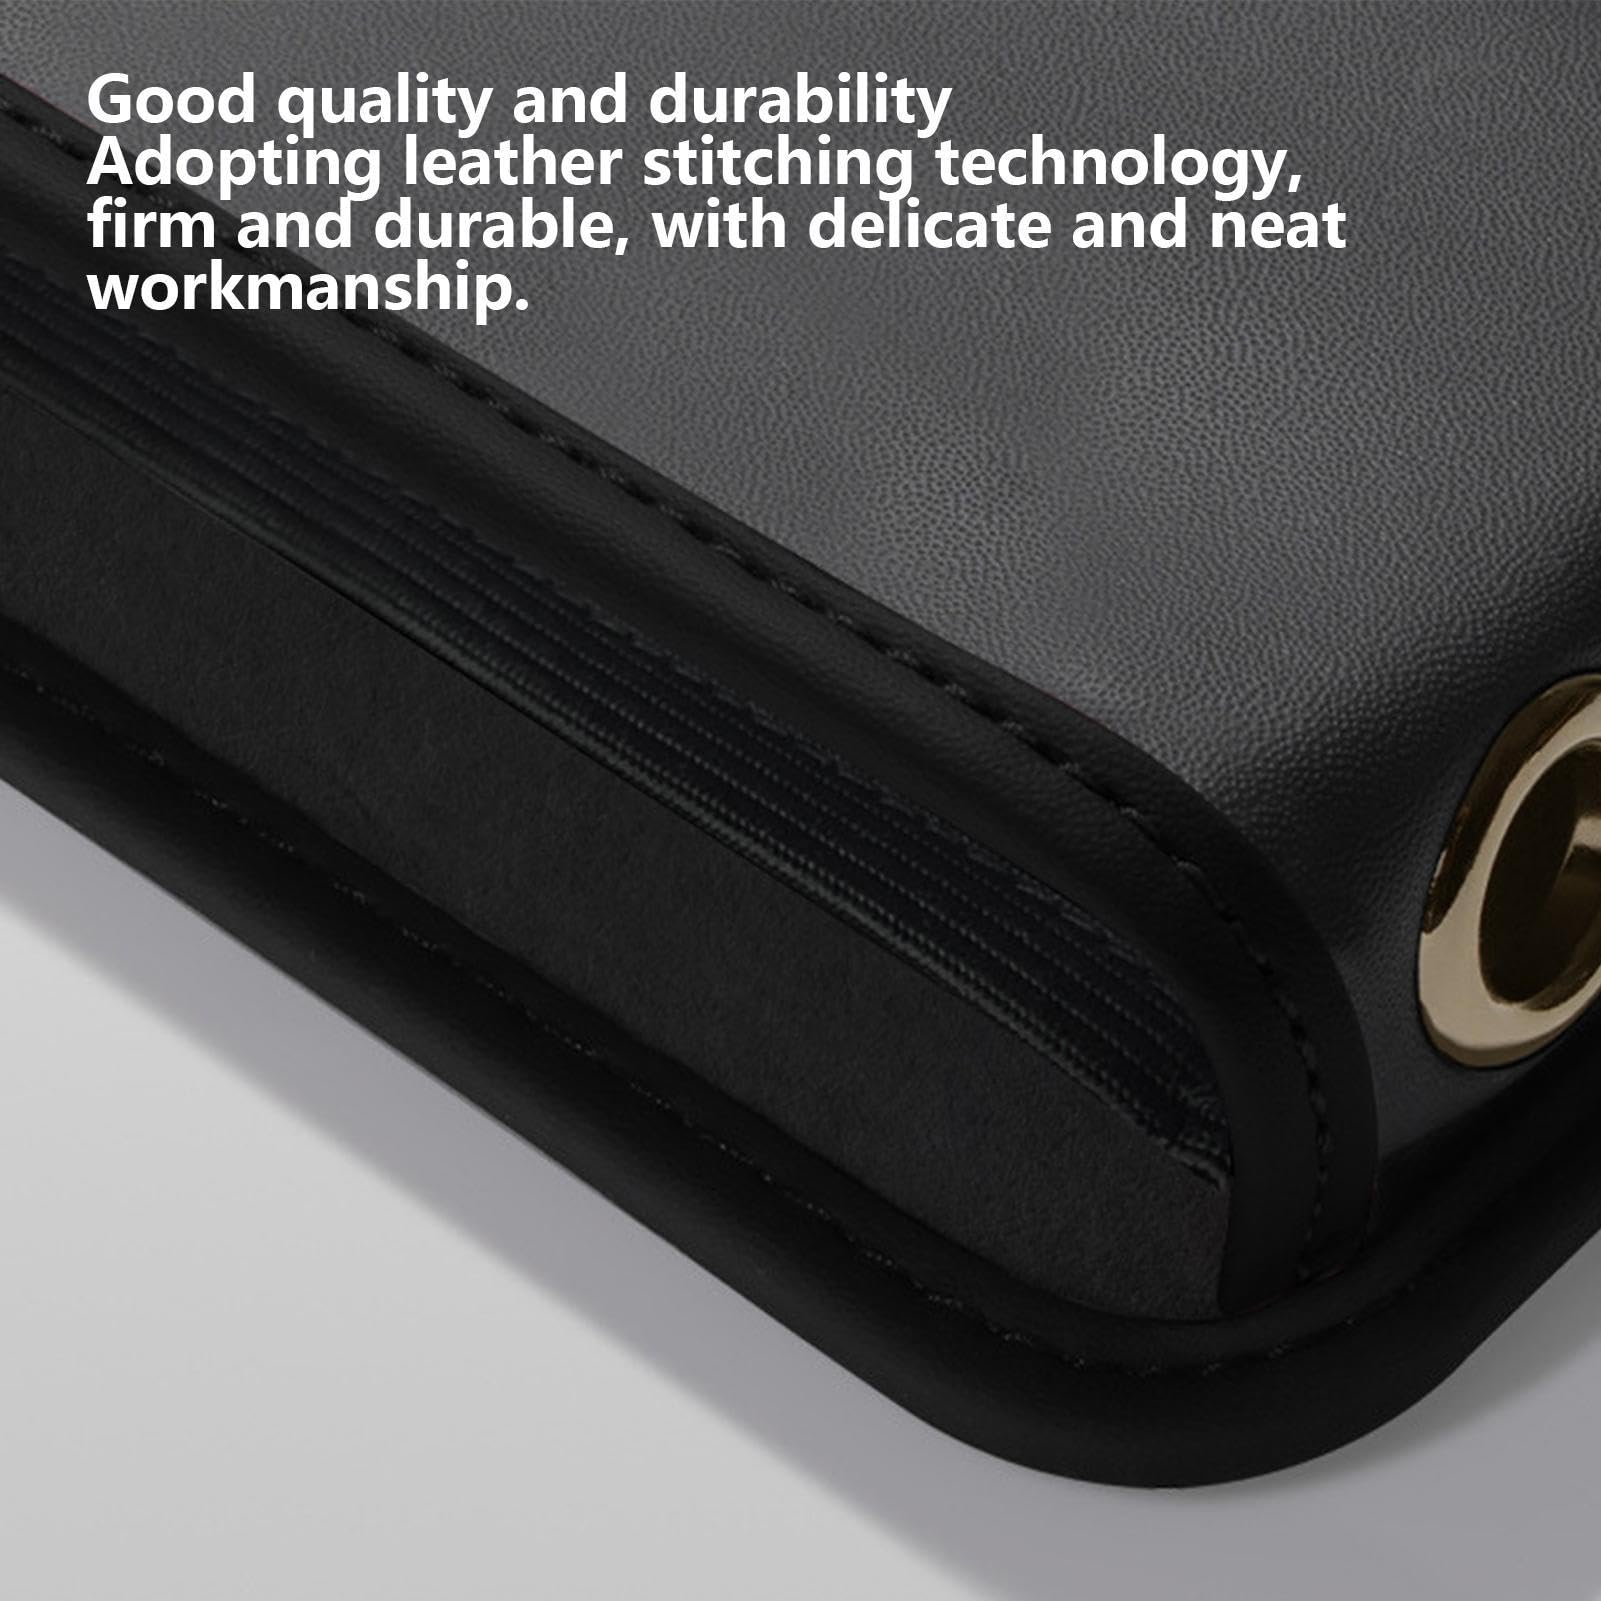 Good quality and durability
Adopting leather stitching technology,
firm and durable, with delicate and neat
workmanship.